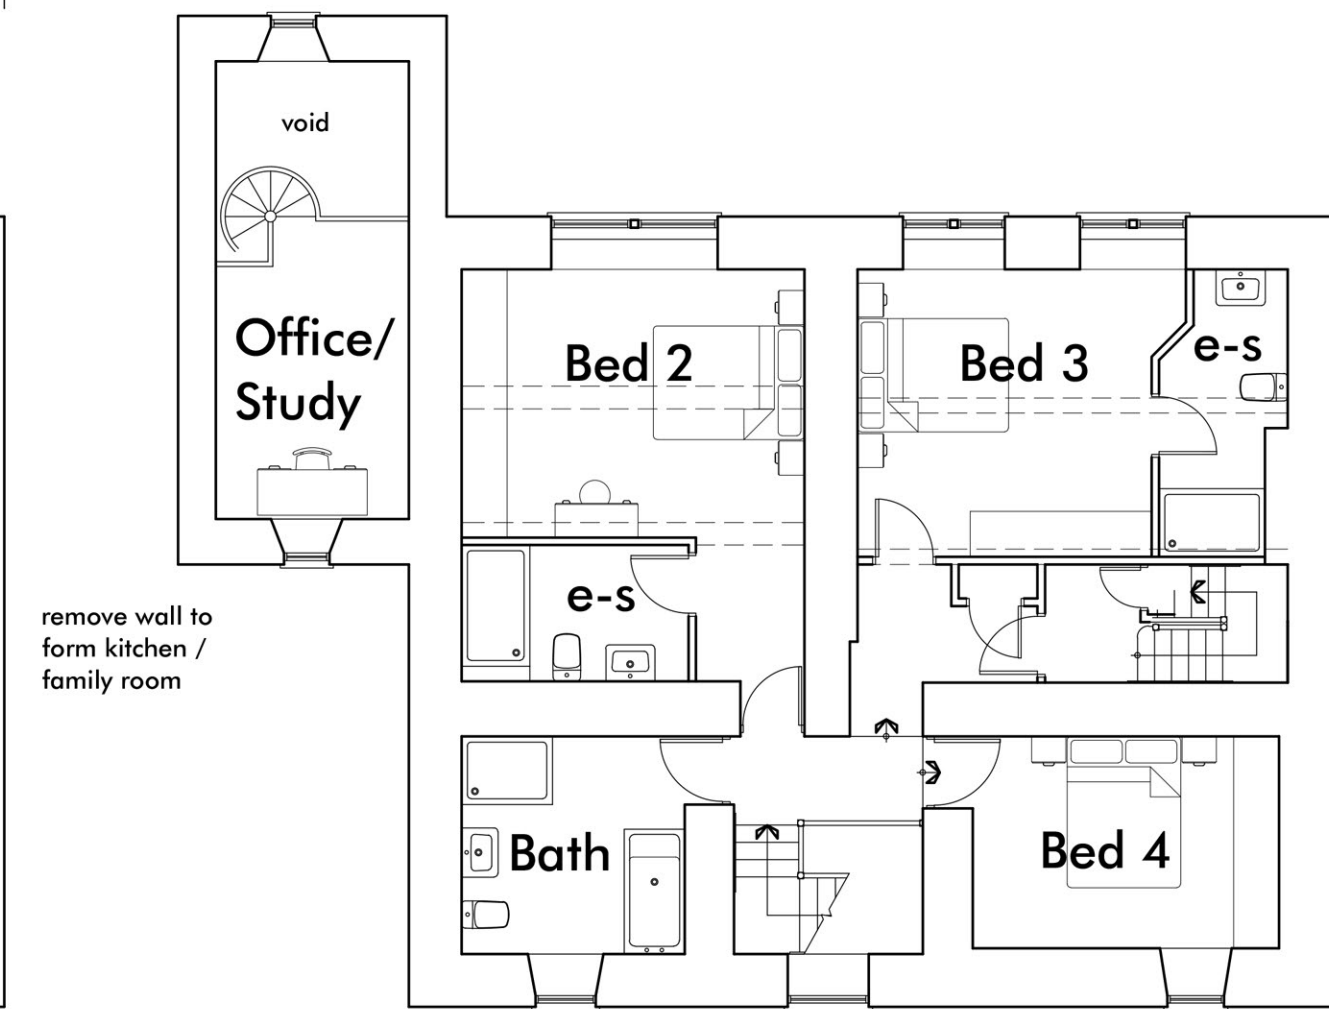 void
Office/
Study
Bed 2
Bed 3
e-s
e-s
remove wall to
form kitchen /
family room
Bath
Bed 4